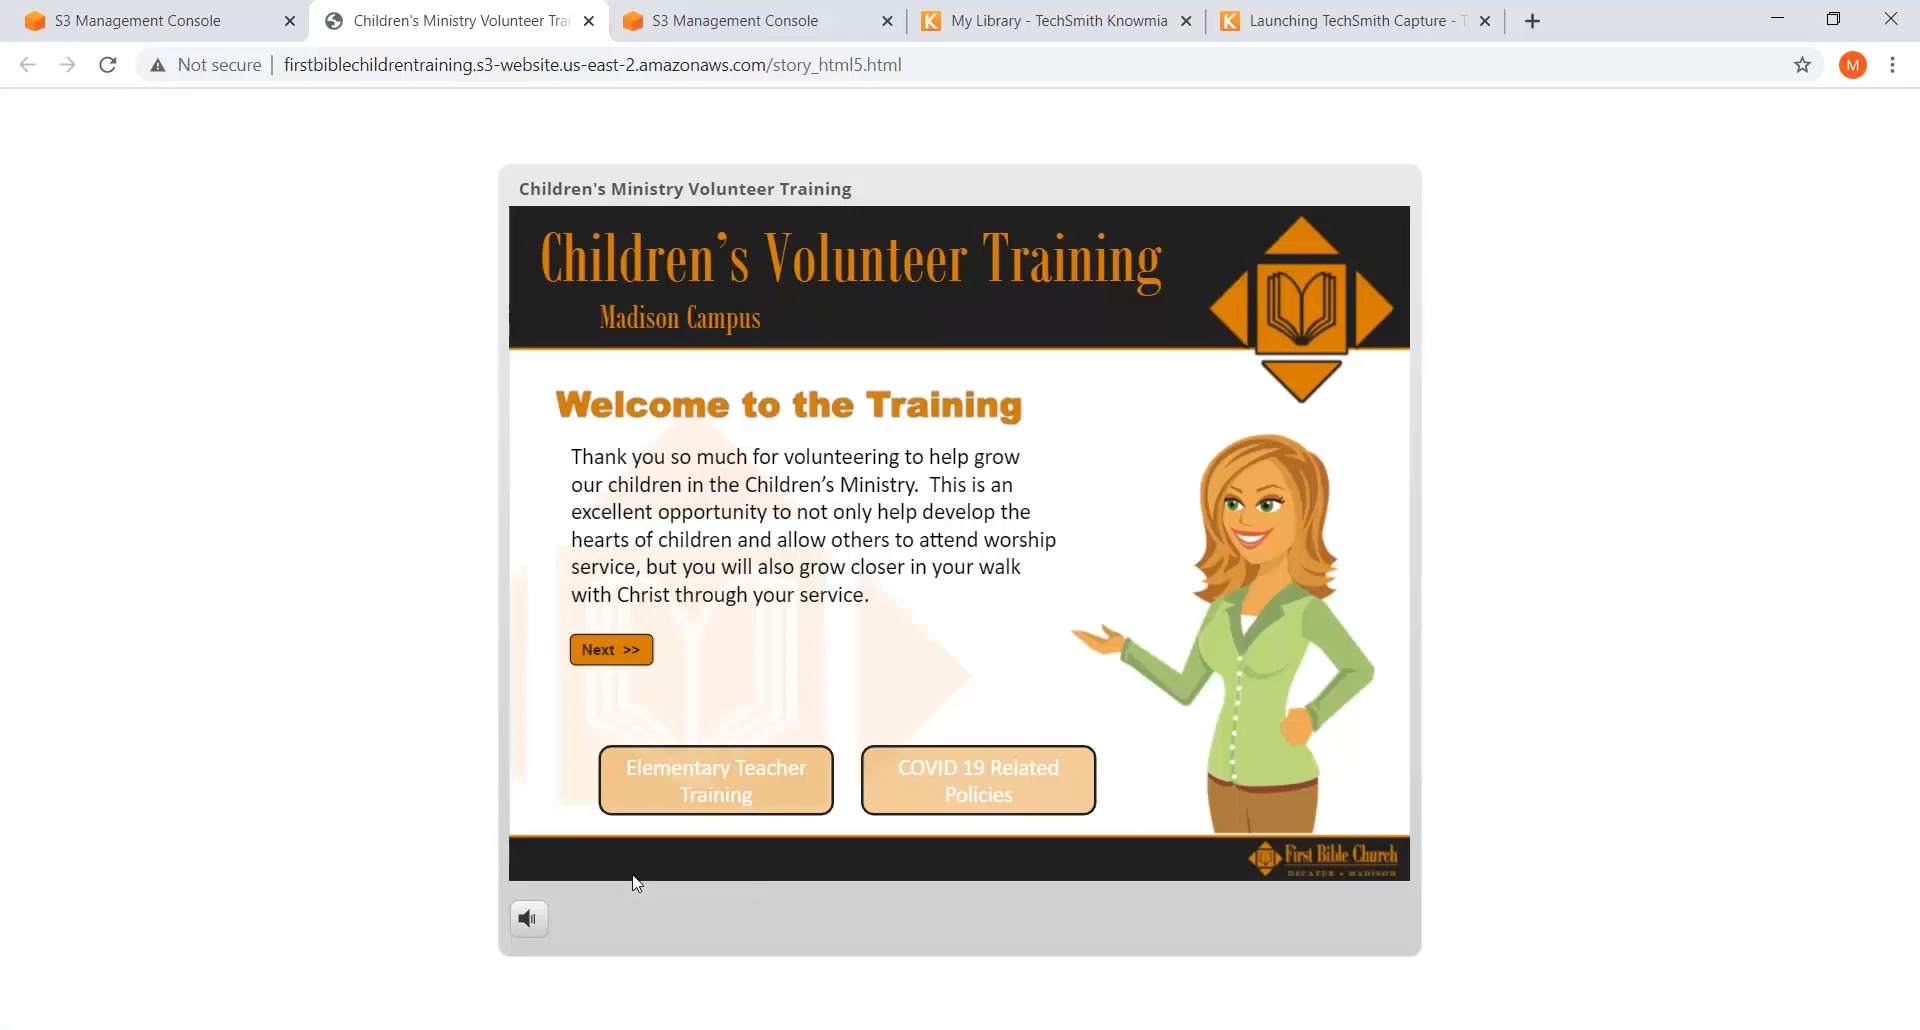 S3 Management Console
Children's Ministry Volunteer Trai
S3 Management Console
My Library - TechSmith Knowmia
Launching TechSmith Capture - T
Not secure
firstbiblechildrentraining.s3-website.us-east-2.amazonaws.com/story_html5.html
M
Children's Ministry Volunteer Training
Children's Volunteer Training
Madison Campus
Welcome to the Training
Thank you so much for volunteering to help grow
our children in the Children's Ministry. This is an
excellent opportunity to not only help develop the
hearts of children and allow others to attend worship
service, but you will also grow closer in your walk
with Christ through your service.
Next >>
Elementary Teacher
Training
COVID 19 Related
Policies
First Bible Church
DECATUR • MADISON